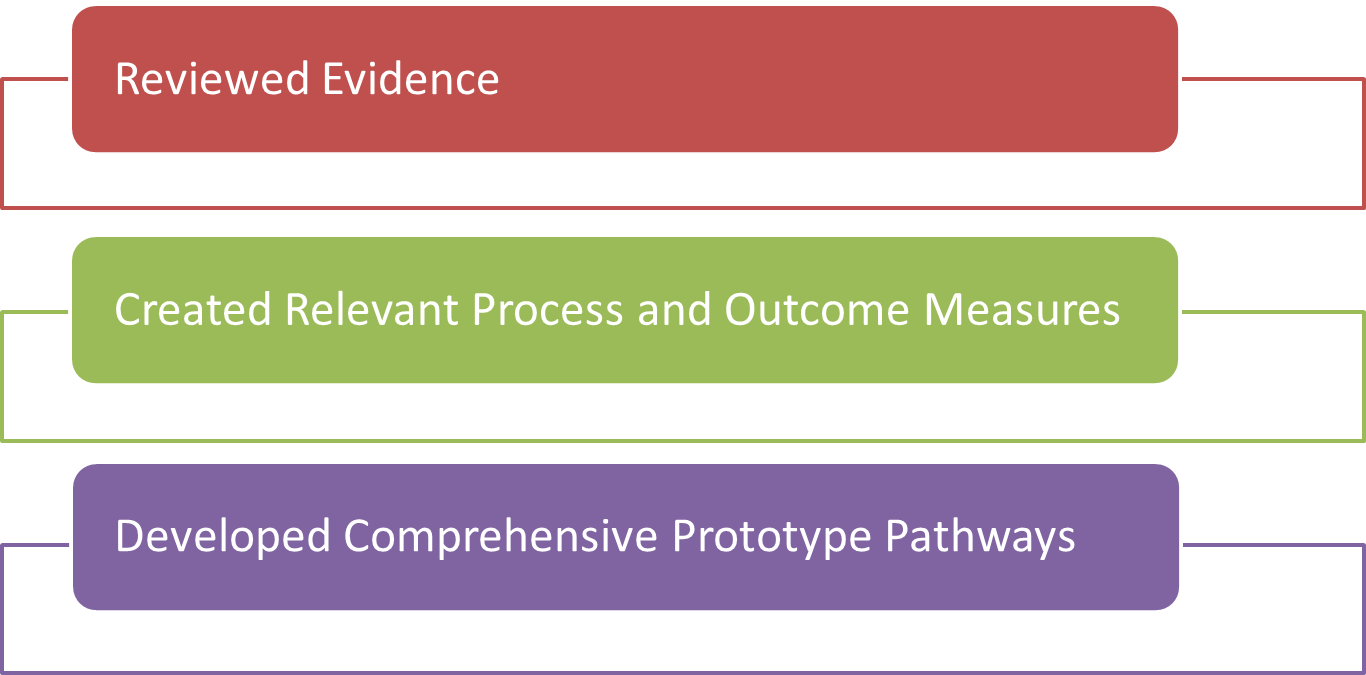 Reviewed Evidence
Created Relevant Process and Outcome Measures
Developed Comprehensive Prototype Pathways